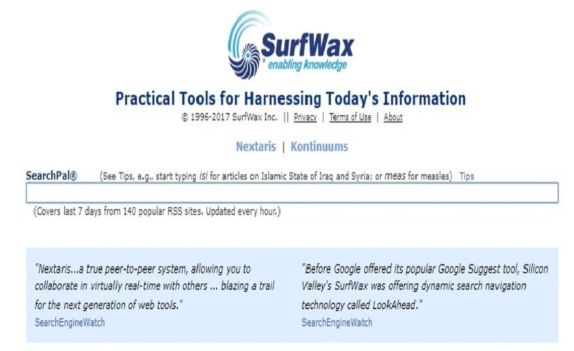 SurfWax
enabling knowledge
Practical Tools for Harnessing Today's Information
© 1996-2017 SurfWax Inc. || Privacy | Terms of Use | About
Nextaris | Kontinuums
SearchPal® (See Tips, e.g., start typing isi for articles on Islamic State of Iraq and Syria; or meas for measles) Tips
(Covers last 7 days from 140 popular RSS sites. Updated every hour.)
"Nextaris...a true peer-to-peer system, allowing you to
collaborate in virtually real-time with others ... blazing a trail
for the next generation of web tools."
SearchEngineWatch
"Before Google offered its popular Google Suggest tool, Silicon
Valley's SurfWax was offering dynamic search navigation
technology called LookAhead."
SearchEngineWatch